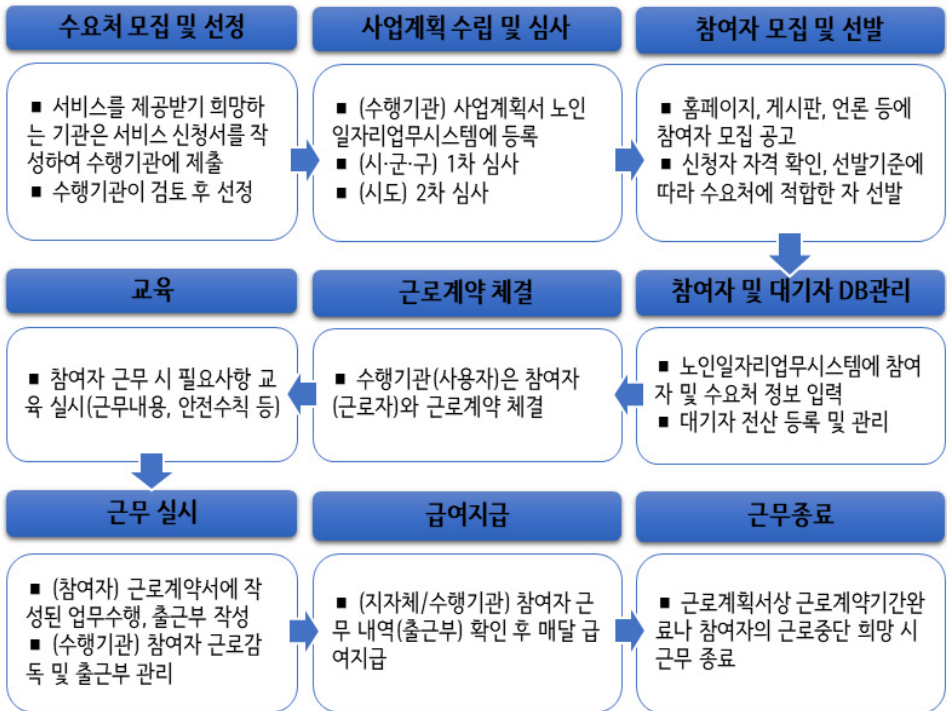 수요처 모집 및 선정
■ 서비스를 제공받기 희망하
는 기관은 서비스 신청서를 작
성하여 수행기관에 제출
■ 수행기관이 검토 후 선정
사업계획 수립 및 심사
■ (수행기관) 사업계획서 노인
일자리업무시스템에 등록
■ (시·군·구) 1차 심사
■ (시도) 2차 심사
참여자 모집 및 선발
■ 홈페이지, 게시판, 언론 등에
참여자 모집 공고
■ 신청자 자격 확인, 선발기준에
따라 수요처에 적합한 자 선발
참여자 및 대기자 DB관리
■ 노인일자리업무시스템에 참여
자 및 수요처 정보 입력
■ 대기자 전산 등록 및 관리
근로계약 체결
■ 수행기관(사용자)은 참여자
(근로자)와 근로계약 체결
교육
■ 참여자 근무 시 필요사항 교
육 실시(근무내용, 안전수칙 등)
근무 실시
■ (참여자) 근로계약서에 작
성된 업무수행, 출근부 작성
■ (수행기관) 참여자 근로감
독 및 출근부 관리
급여지급
■ (지자체/수행기관) 참여자 근
무 내역(출근부) 확인 후 매달 급
여지급
근무종료
■ 근로계획서상 근로계약기간완
료나 참여자의 근로중단 희망 시
근무 종료